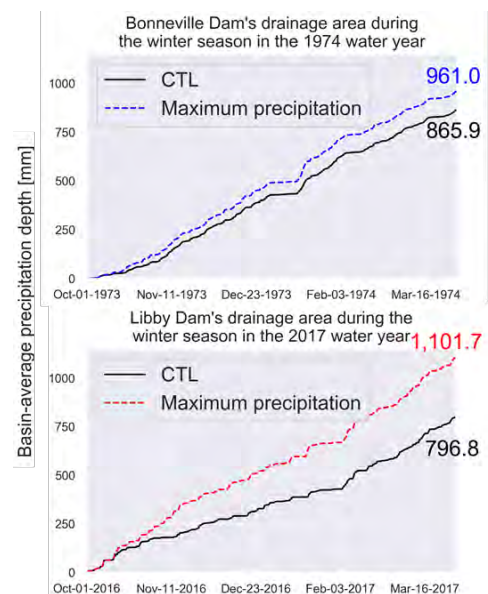 Bonneville Dam's drainage area during
the winter season in the 1974 water year
CTL
Maximum precipitation
961.0
865.9
1000
750
500
250
0
Oct-01-1973 Nov-11-1973 Dec-23-1973 Feb-03-1974 Mar-16-1974
Basin-average precipitation depth [mm]
Libby Dam's drainage area during the
winter season in the 2017 water year
1,101.7
CTL
Maximum precipitation
796.8
1000
750
500
250
0
Oct-01-2016 Nov-11-2016 Dec-23-2016 Feb-03-2017 Mar-16-2017